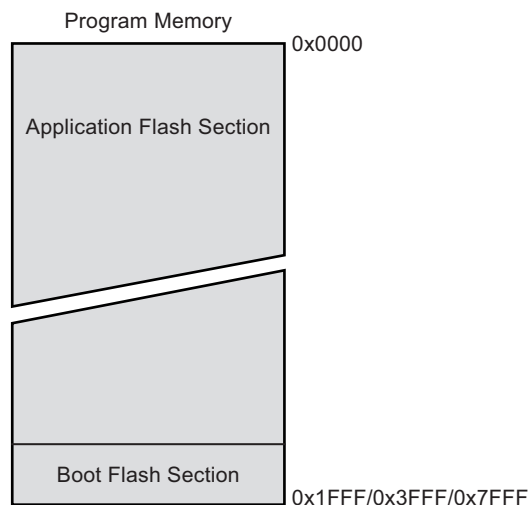 Program Memory
0x0000
Application Flash Section
Boot Flash Section
0x1FFF/0x3FFF/0x7FFF